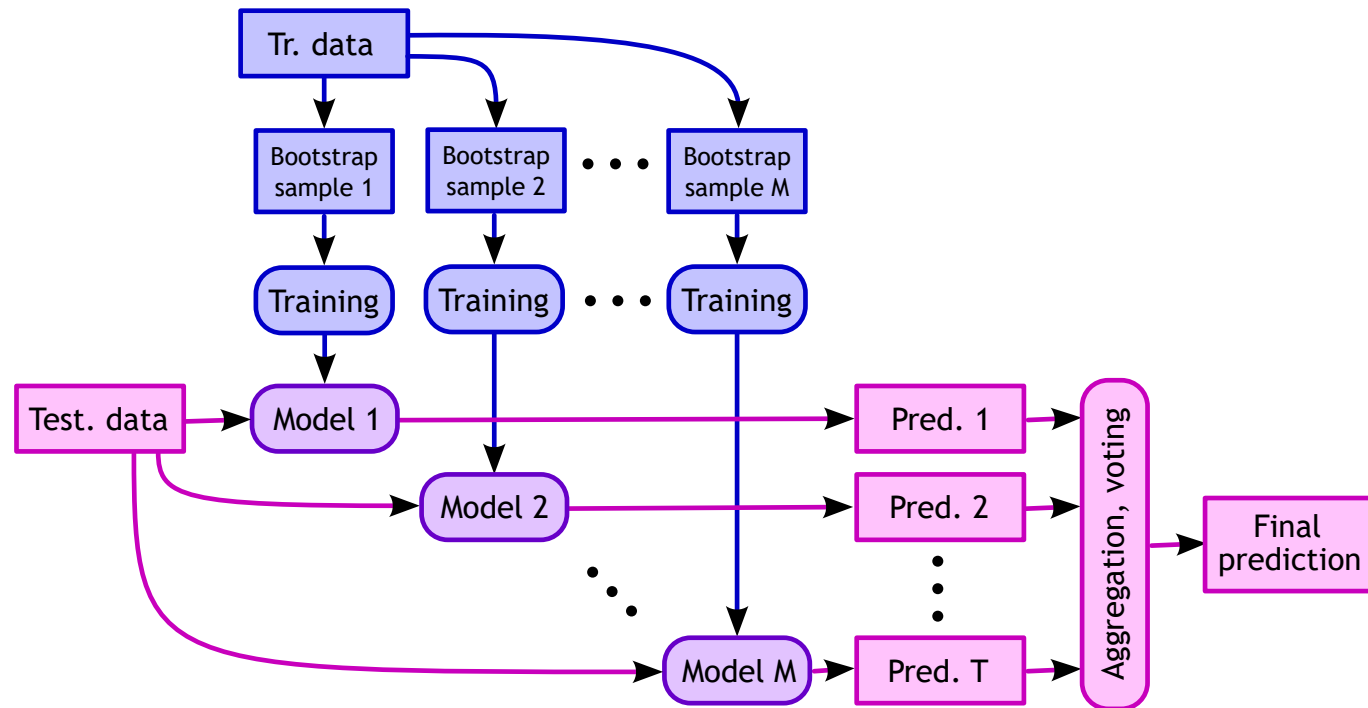 Tr. data
Bootstrap
sample 1
Bootstrap
sample 2
Bootstrap
sample M
Training
Training
Training
Test. data
Model 1
Pred. 1
Model 2
Pred. 2
Model M
Pred. T
Aggregation, voting
Final
prediction